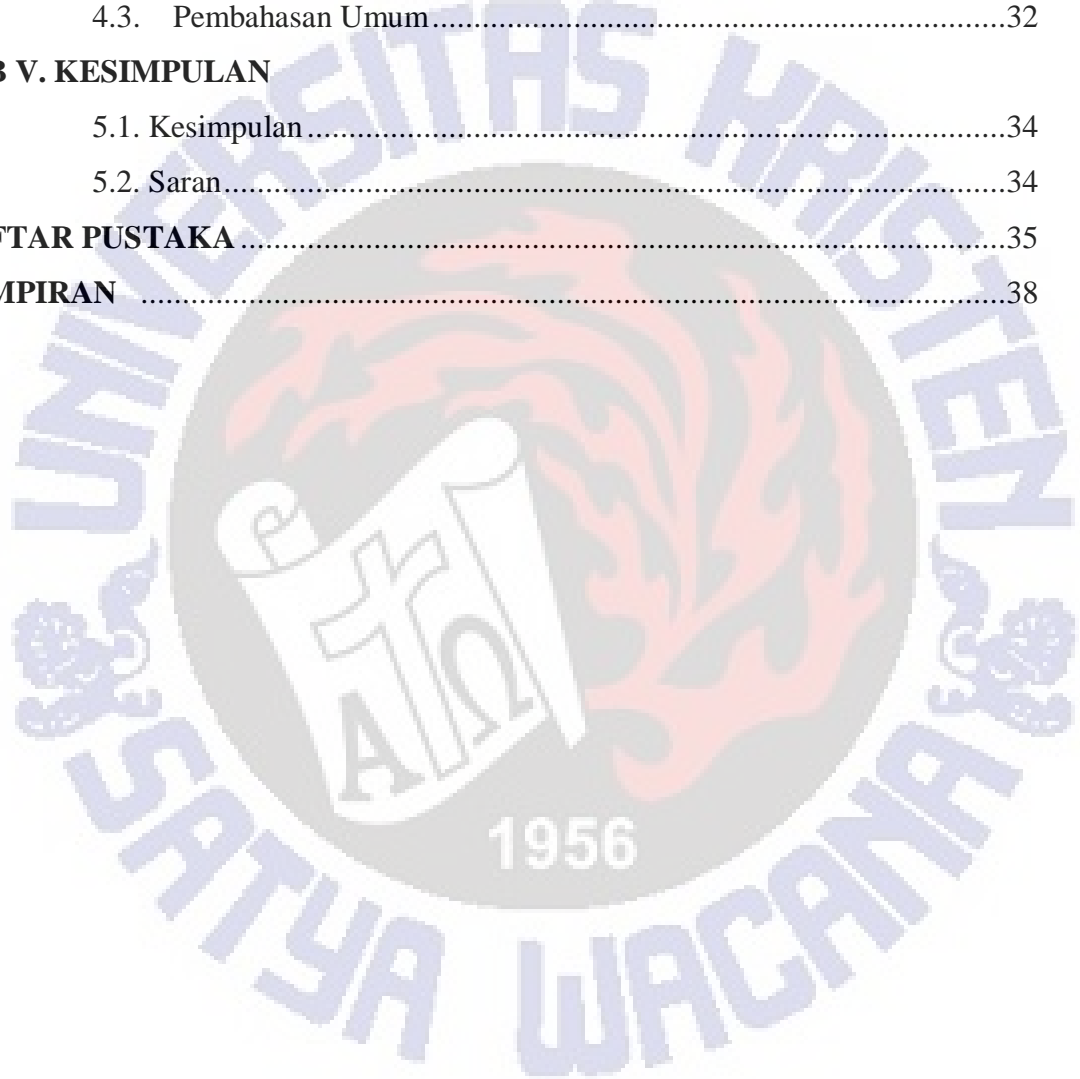 4.3. Pembahasan Umum....................32
B V. KESIMPULAN
5.1. Kesimpulan....................34
5.2. Saran....................34
FTAR PUSTAKA....................35
MPIRAN ....................38
UNIVERSITAS KRISTEN
Α Ω
1956
SATYA WACANA